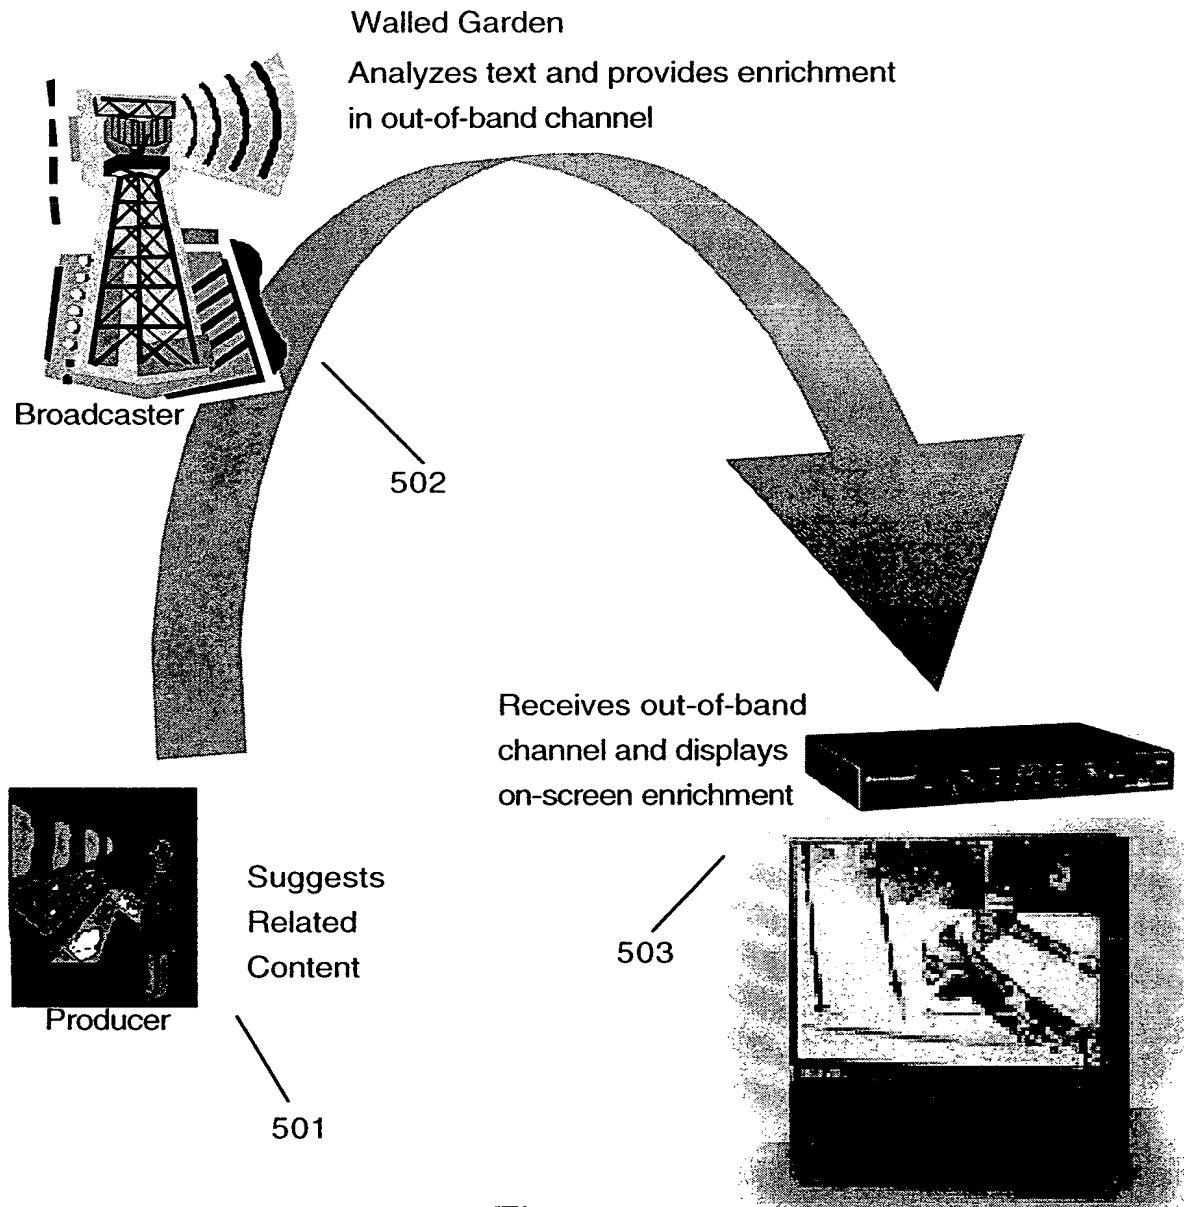 Walled Garden
Analyzes text and provides enrichment
in out-of-band channel
Broadcaster
502
Receives out-of-band
channel and displays
on-screen enrichment
Suggests
Related
Content
503
Producer
501